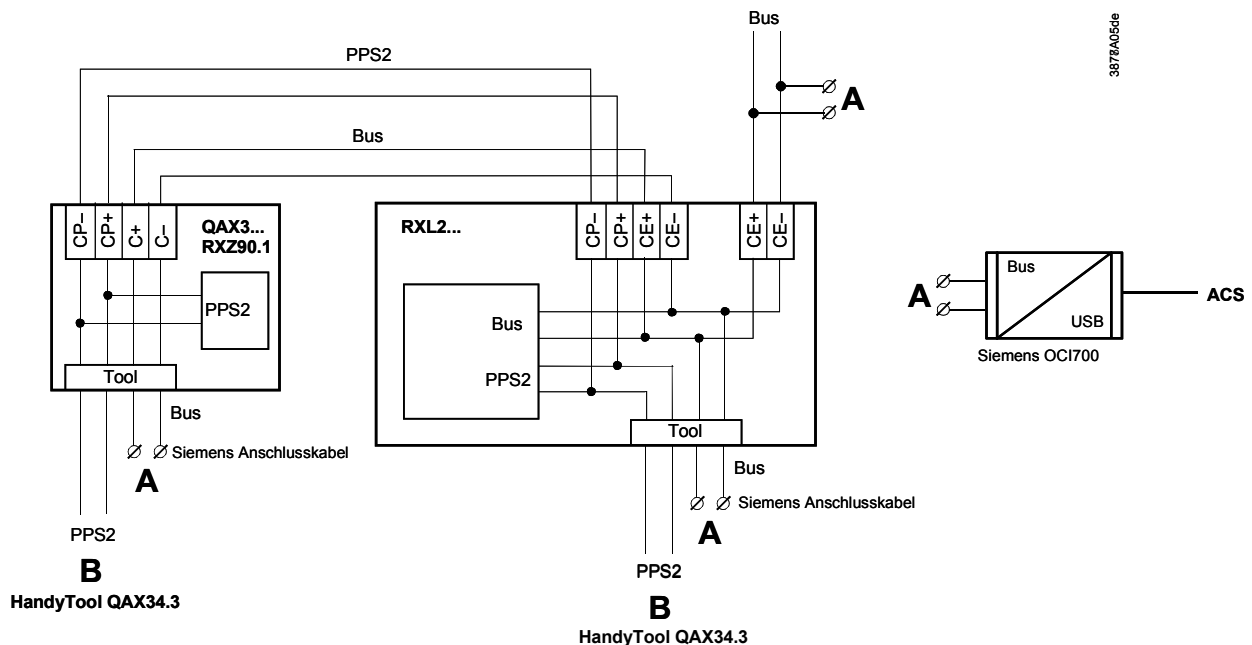 Bus
3878A05de
PPS2
A
Bus
CP–
CP+
C+
C–
QAX3...
RXZ90.1
PPS2
Tool
Bus
Siemens Anschlusskabel
A
PPS2
B
HandyTool QAX34.3
RXL2...
CP–
CP+
CE+
CE–
CE+
CE–
Bus
PPS2
Tool
Bus
Siemens Anschlusskabel
A
PPS2
B
HandyTool QAX34.3
A
Bus
USB
ACS
Siemens OCI700